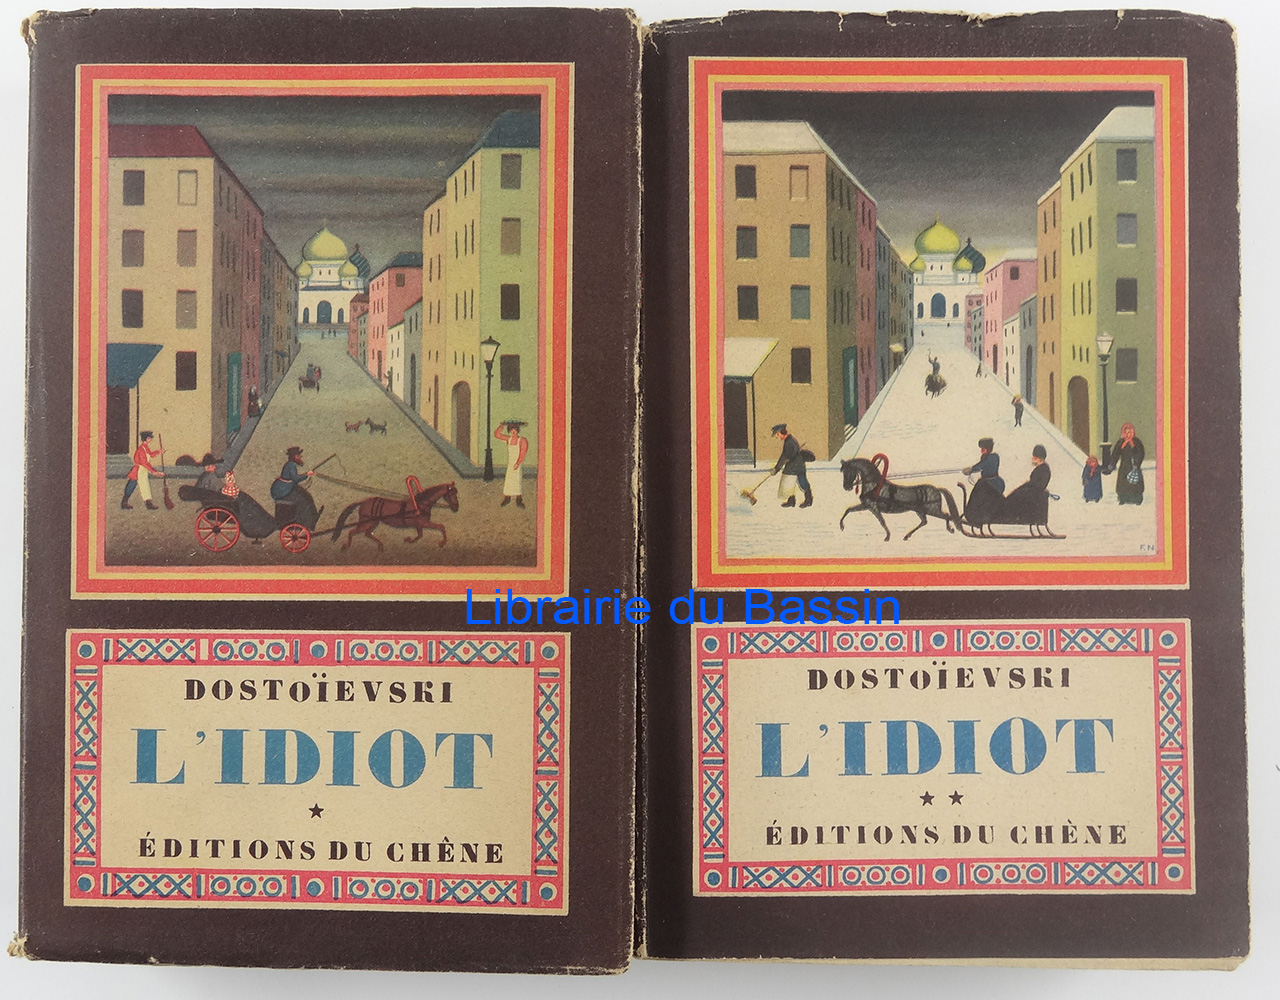 F.N
Librairie du Bassin
DOSTOÏEVSKI
L'IDIOT
★
ÉDITIONS DU CHÊNE
DOSTOÏEVSKI
L'IDIOT
★ ★
ÉDITIONS DU CHÊNE